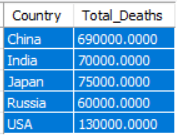 Country Total_Deaths
China 690000.0000
India 70000.0000
Japan 75000.0000
Russia 60000.0000
USA 130000.0000